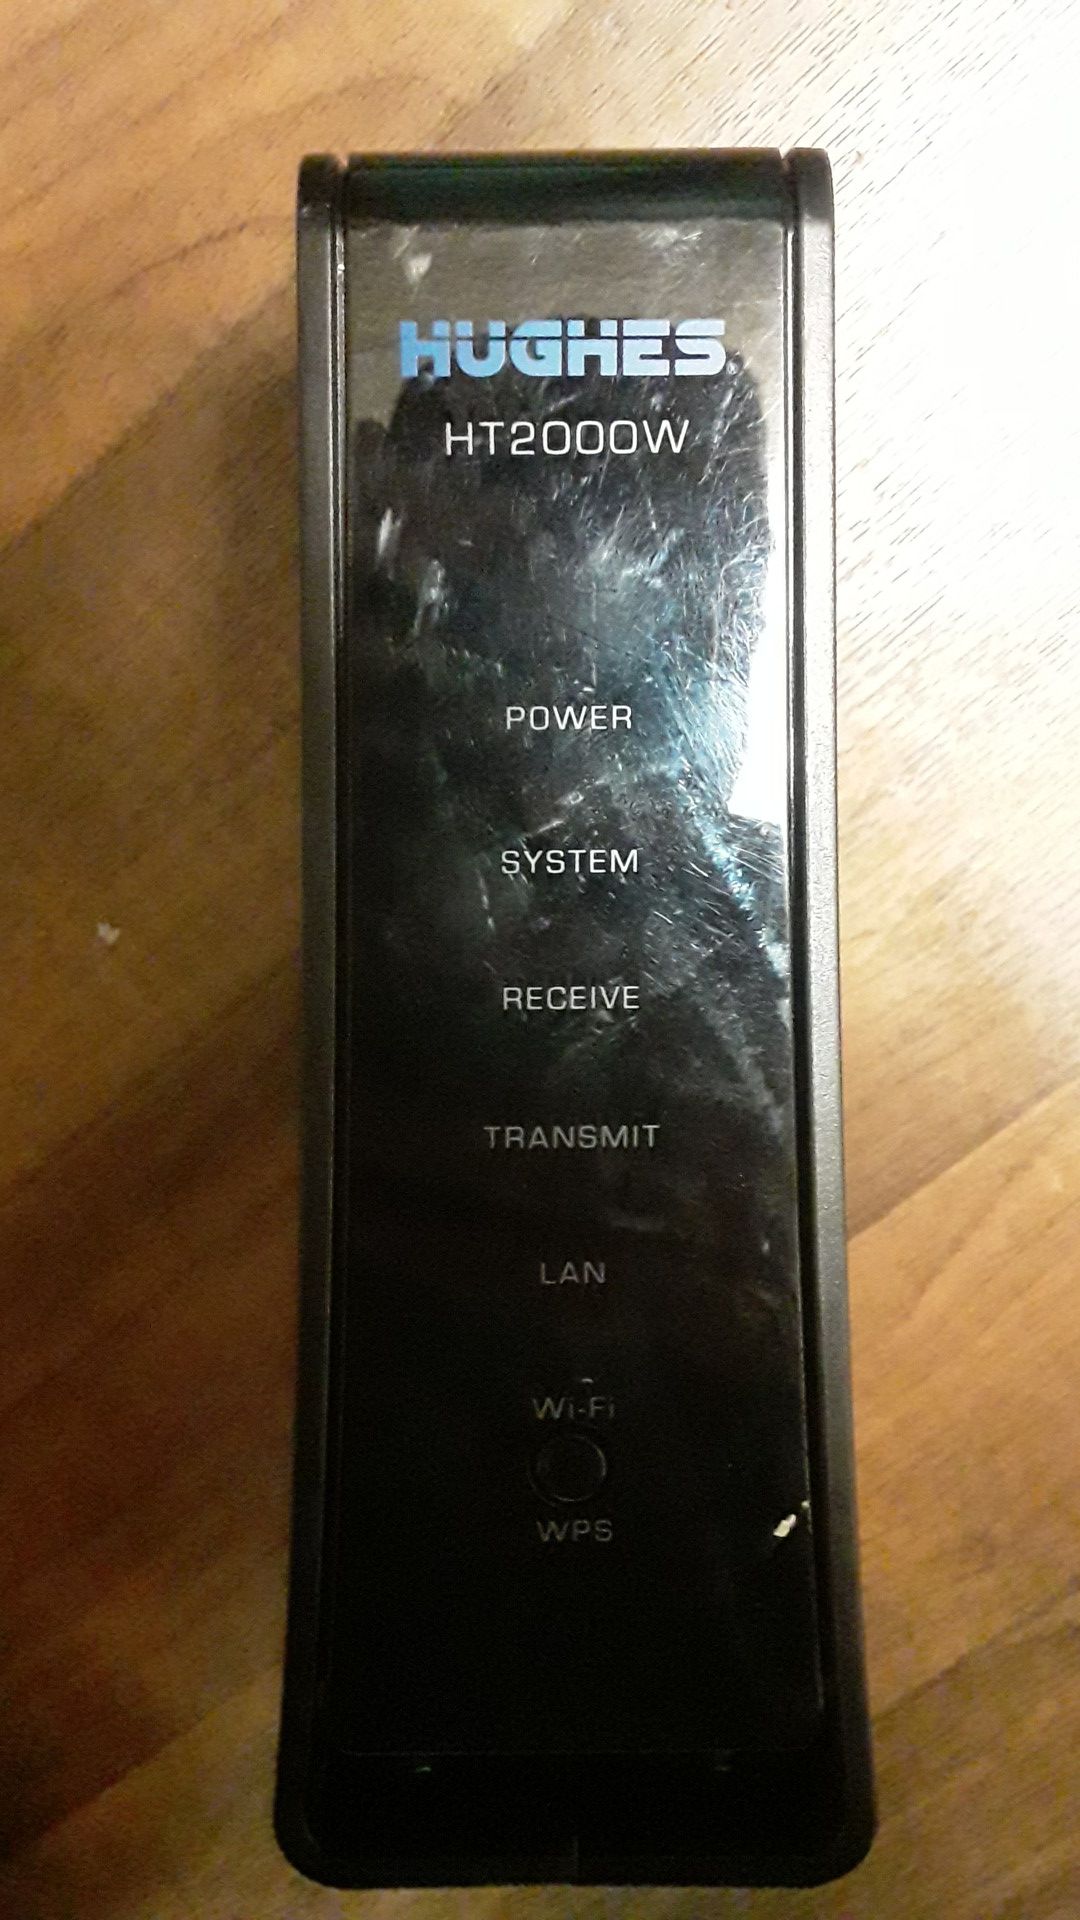 HUGHES®
HT2000W
POWER
SYSTEM
RECEIVE
TRANSMIT
LAN
Wi-Fi
WPS